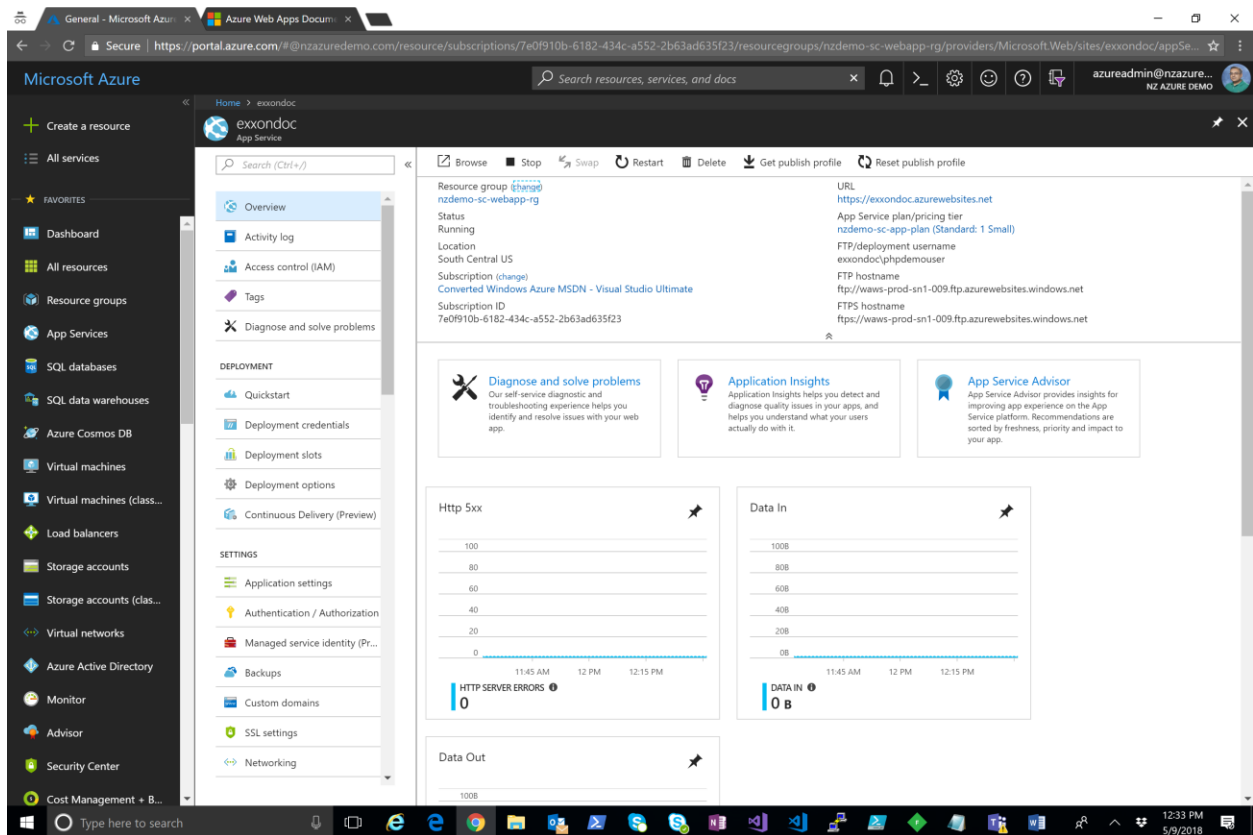 General - Microsoft Azur
Azure Web Apps Docum
Secure | https://portal.azure.com/#@nzazuredemo.com/resource/subscriptions/7e0f910b-6182-434c-a552-2b63ad635f23/resourcegroups/nzdemo-sc-webapp-rg/providers/Microsoft.Web/sites/exxondoc/appSe...
Microsoft Azure
Search resources, services, and docs
azureadmin@nzazure...
NZ AZURE DEMO
Create a resource
All services
FAVORITES
Dashboard
All resources
Resource groups
App Services
SQL databases
SQL data warehouses
Azure Cosmos DB
Virtual machines
Virtual machines (class...
Load balancers
Storage accounts
Storage accounts (clas...
Virtual networks
Azure Active Directory
Monitor
Advisor
Security Center
Cost Management + B...
Home > exxondoc
exxondoc
App Service
Search (Ctrl+/)
Overview
Activity log
Access control (IAM)
Tags
Diagnose and solve problems
DEPLOYMENT
Quickstart
Deployment credentials
Deployment slots
Deployment options
Continuous Delivery (Preview)
SETTINGS
Application settings
Authentication / Authorization
Managed service identity (Pr...
Backups
Custom domains
SSL settings
Networking
Browse Stop Swap Restart Delete Get publish profile Reset publish profile
Resource group (change)
nzdemo-sc-webapp-rg
Status
Running
Location
South Central US
Subscription (change)
Converted Windows Azure MSDN - Visual Studio Ultimate
Subscription ID
7e0f910b-6182-434c-a552-2b63ad635f23
URL
https://exxondoc.azurewebsites.net
App Service plan/pricing tier
nzdemo-sc-app-plan (Standard: 1 Small)
FTP/deployment username
exxondoc\phpdemouser
FTP hostname
ftp://waws-prod-sn1-009.ftp.azurewebsites.windows.net
FTPS hostname
ftps://waws-prod-sn1-009.ftp.azurewebsites.windows.net
Diagnose and solve problems
Our self-service diagnostic and
troubleshooting experience helps you
identify and resolve issues with your web
app.
Application Insights
Application Insights helps you detect and
diagnose quality issues in your apps, and
helps you understand what your users
actually do with it.
App Service Advisor
App Service Advisor provides insights for
improving app experience on the App
Service platform. Recommendations are
sorted by freshness, priority and impact to
your app.
Http 5xx
100
80
60
40
20
0
11:45 AM 12 PM 12:15 PM
HTTP SERVER ERRORS
0
Data In
100B
80B
60B
40B
20B
0B
11:45 AM 12 PM 12:15 PM
DATA IN
0 B
Data Out
100B
Type here to search
12:33 PM
5/9/2018